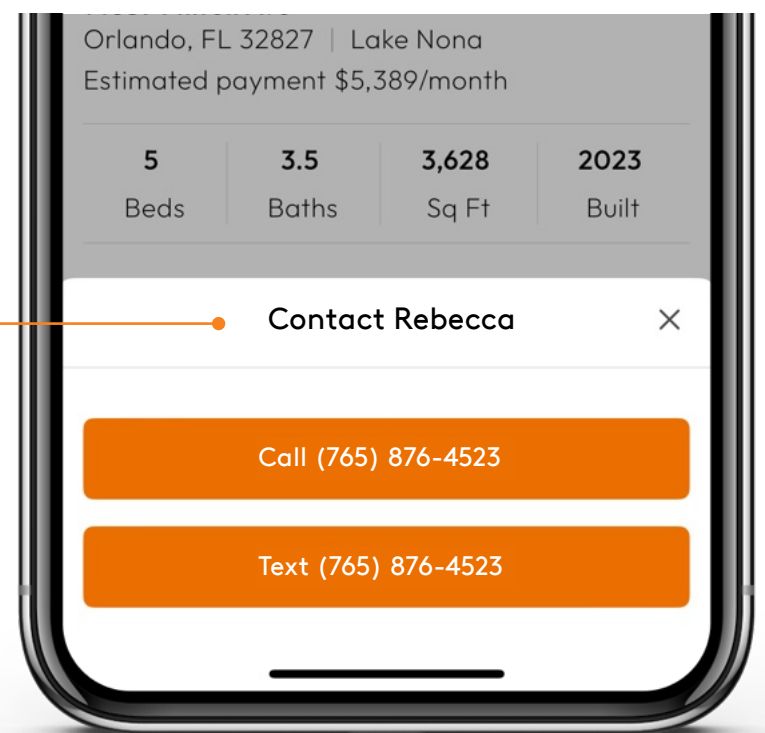 Orlando, FL 32827 | Lake Nona
Estimated payment $5,389/month
5 3.5 3,628 2023
Beds Baths Sq Ft Built
Contact Rebecca
Call (765) 876-4523
Text (765) 876-4523